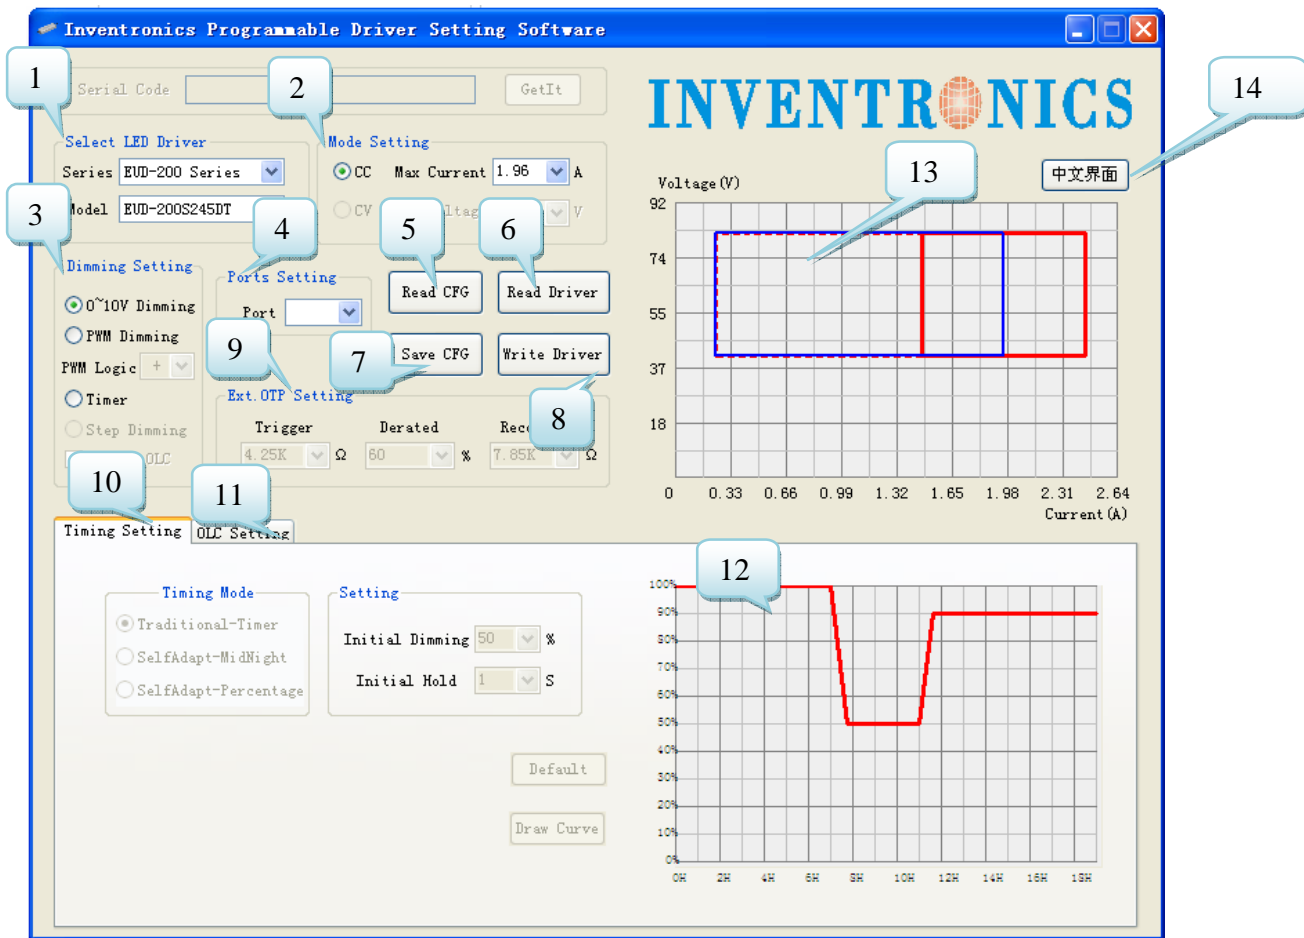 Inventronics Programmable Driver Setting Software
1
2
Serial Code
GetIt
INVENTRONICS
14
Select LED Driver
Mode Setting
Series EUD-200 Series
CC Max Current 1.96 A
13
中文界面
3
Model EUD-200S245DT
4
CV
V
5
6
Dimming Setting
Ports Setting
Read CFG
Read Driver
0~10V Dimming
Port
PWM Dimming
9
7
Save CFG
Write Driver
PWM Logic +
Ext.OTP Setting
8
Timer
Step Dimming
Trigger
Derated
OLC
4.25K Ω
60 %
7.85K Ω
10
11
Voltage(V)
92
74
55
37
18
0 0.33 0.66 0.99 1.32 1.65 1.98 2.31 2.64
Current(A)
Timing Setting
OLC Setting
12
Timing Mode
Traditional-Timer
SelfAdapt-MidNight
SelfAdapt-Percentage
Setting
Initial Dimming 50 %
Initial Hold 1 S
Default
Draw Curve
100%
90%
80%
70%
60%
50%
40%
30%
20%
10%
0%
0H 2H 4H 6H 8H 10H 12H 14H 16H 18H